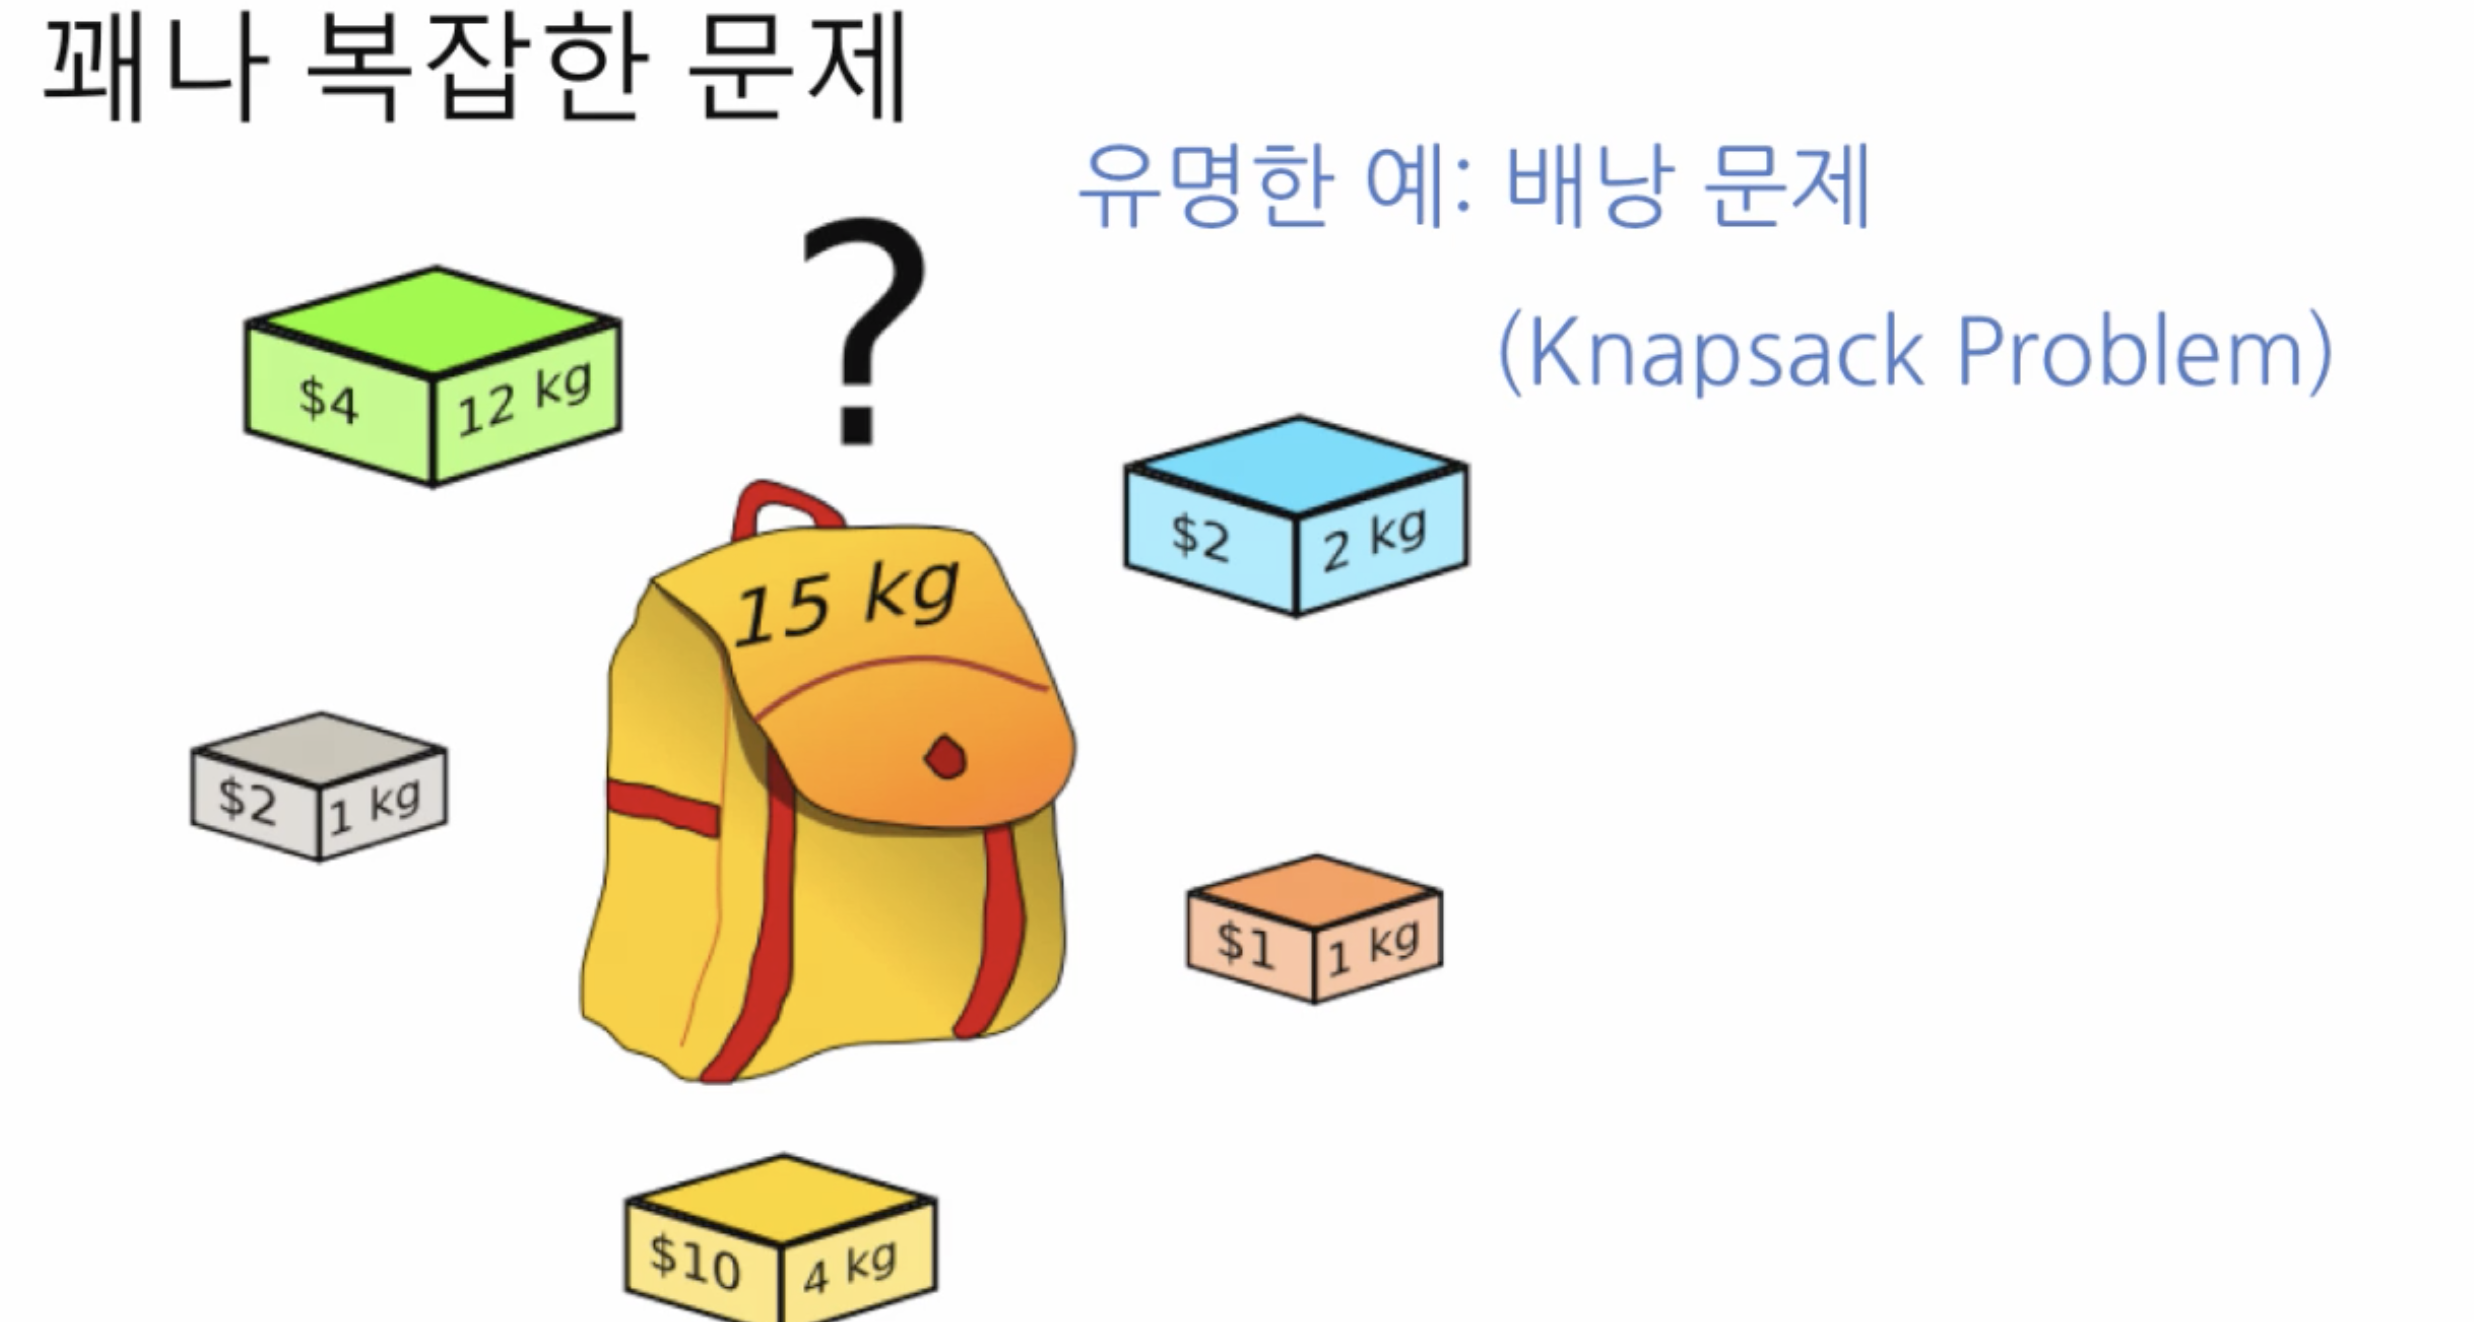 꽤나 복잡한 문제
유명한 예: 배낭 문제
(Knapsack Problem)
$4 12 kg
$2 2 kg
15 kg
$2 1 kg
$1 1 kg
$10 4 kg
?